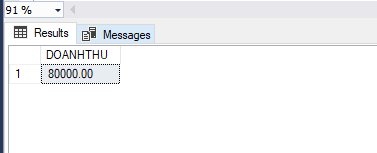 91 %
Results Messages
DOANHTHU
1 80000.00